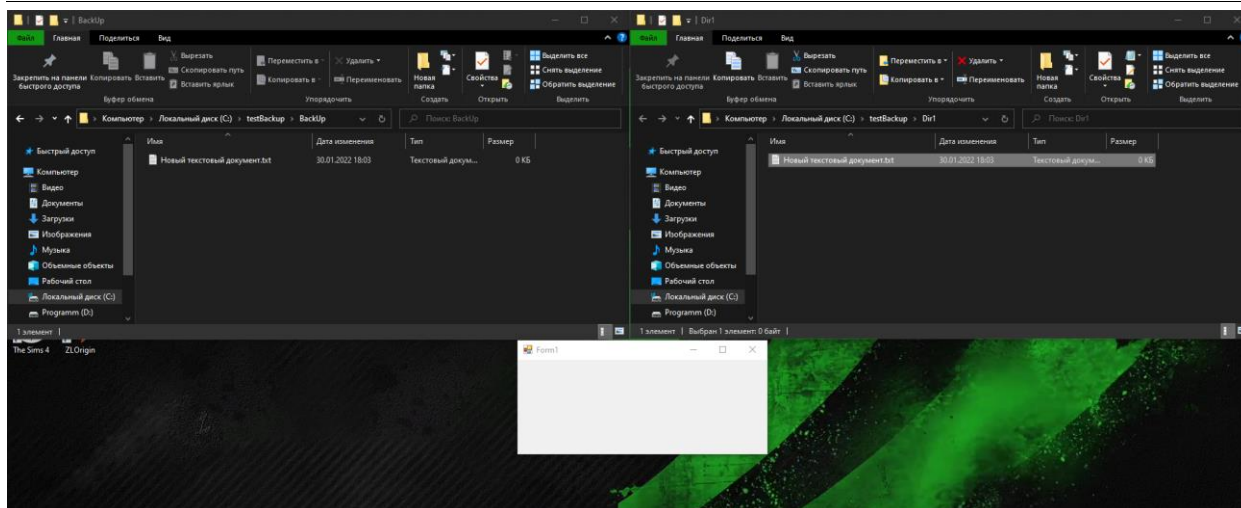 BackUp
Файл Главная Поделиться Вид
Закрепить на панели быстрого доступа
Копировать
Вставить
Вырезать
Скопировать путь
Вставить ярлык
Переместить в
Копировать в
Удалить
Переименовать
Новая папка
Свойства
Выделить все
Снять выделение
Обратить выделение
Буфер обмена Упорядочить Создать Открыть Выделить
Компьютер > Локальный диск (C:) > testBackup > BackUp
Поиск: BackUp
Имя Дата изменения Тип Размер
Новый текстовый документ.txt 30.01.2022 18:03 Текстовый докум... 0 КБ
Быстрый доступ
Компьютер
Видео
Документы
Загрузки
Изображения
Музыка
Объемные объекты
Рабочий стол
Локальный диск (C:)
Programm (D:)
1 элемент
Dir1
Файл Главная Поделиться Вид
Закрепить на панели быстрого доступа
Копировать
Вставить
Вырезать
Скопировать путь
Вставить ярлык
Переместить в
Копировать в
Удалить
Переименовать
Новая папка
Свойства
Выделить все
Снять выделение
Обратить выделение
Буфер обмена Упорядочить Создать Открыть Выделить
Компьютер > Локальный диск (C:) > testBackup > Dir1
Поиск: Dir1
Имя Дата изменения Тип Размер
Новый текстовый документ.txt 30.01.2022 18:03 Текстовый докум... 0 КБ
Быстрый доступ
Компьютер
Видео
Документы
Загрузки
Изображения
Музыка
Объемные объекты
Рабочий стол
Локальный диск (C:)
Programm (D:)
1 элемент Выбран 1 элемент: 0 байт
The Sims 4 ZLOrigin
Form1